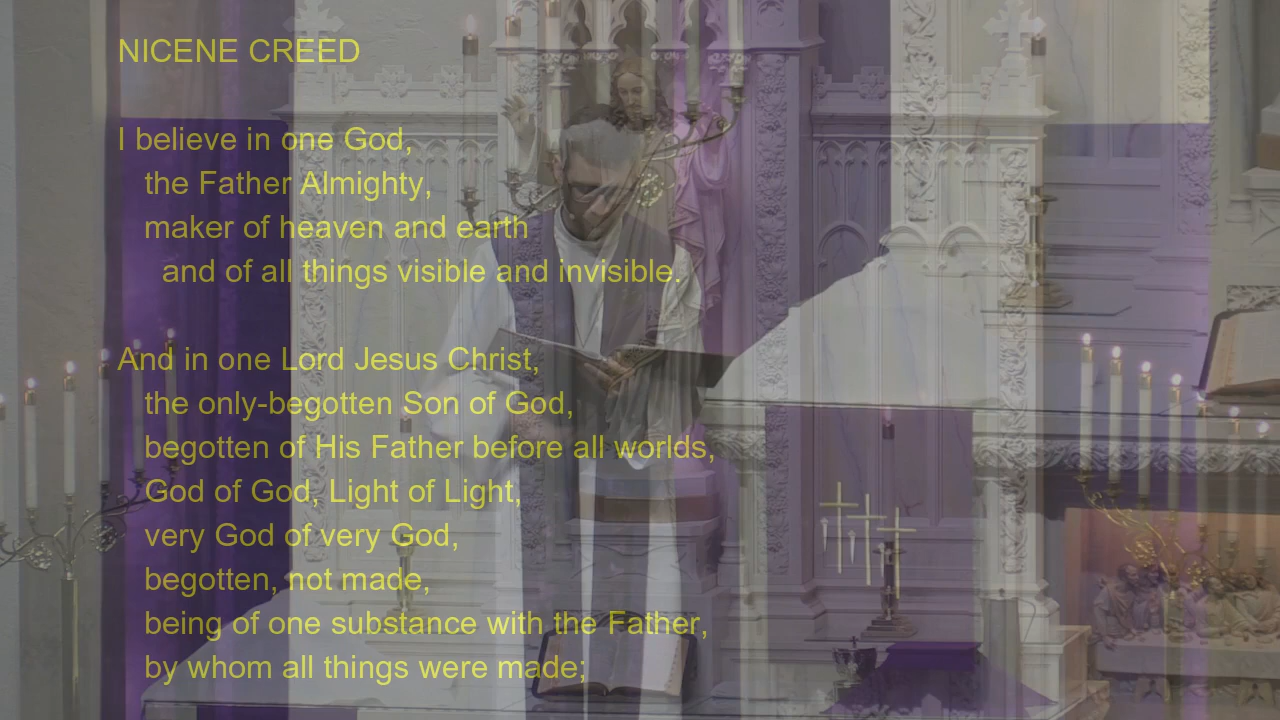 NICENE CREED
I believe in one God,
the Father Almighty,
maker of heaven and earth
and of all things visible and invisible.
And in one Lord Jesus Christ,
the only-begotten Son of God,
begotten of His Father before all worlds,
God of God, Light of Light,
very God of very God,
begotten, not made,
being of one substance with the Father,
by whom all things were made;